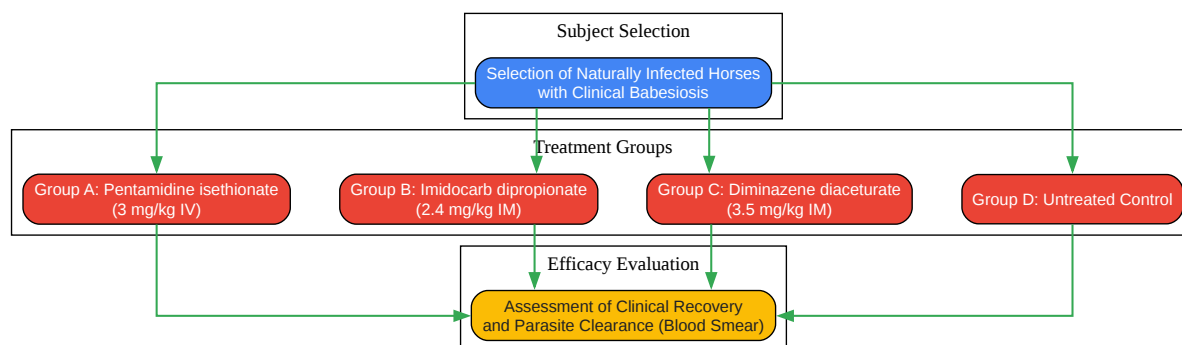 Subject Selection
Selection of Naturally Infected Horses
with Clinical Babesiosis
Treatment Groups
Group A: Pentamidine isethionate
(3 mg/kg IV)
Group B: Imidocarb dipropionate
(2.4 mg/kg IM)
Group C: Diminazene diaceturate
(3.5 mg/kg IM)
Group D: Untreated Control
Efficacy Evaluation
Assessment of Clinical Recovery
and Parasite Clearance (Blood Smear)